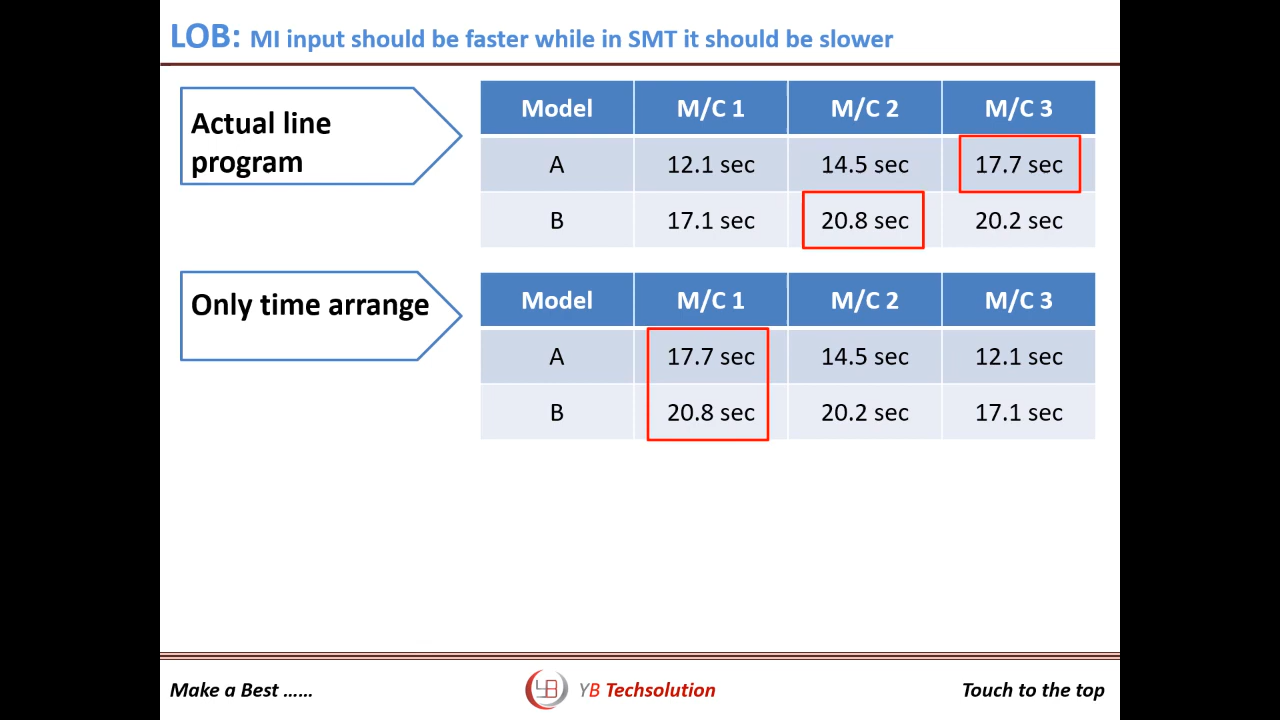 LOB: MI input should be faster while in SMT it should be slower
Actual line
program
Model M/C 1 M/C 2 M/C 3
A 12.1 sec 14.5 sec 17.7 sec
B 17.1 sec 20.8 sec 20.2 sec
Only time arrange
Model M/C 1 M/C 2 M/C 3
A 17.7 sec 14.5 sec 12.1 sec
B 20.8 sec 20.2 sec 17.1 sec
Make a Best ...... YB YB Techsolution Touch to the top